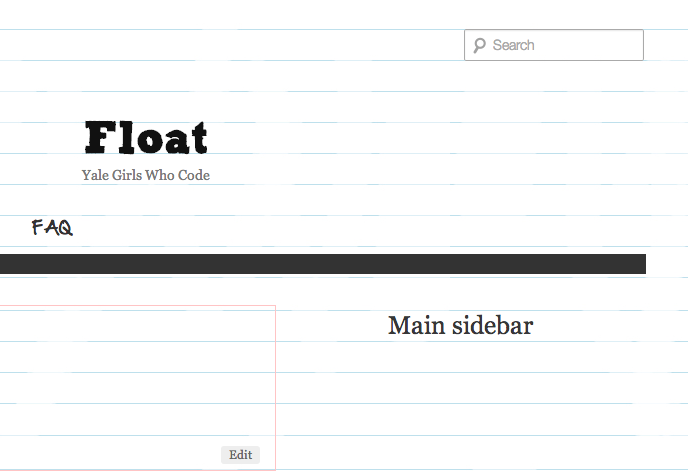 Search
Float
Yale Girls Who Code
FAQ
Main sidebar
Edit